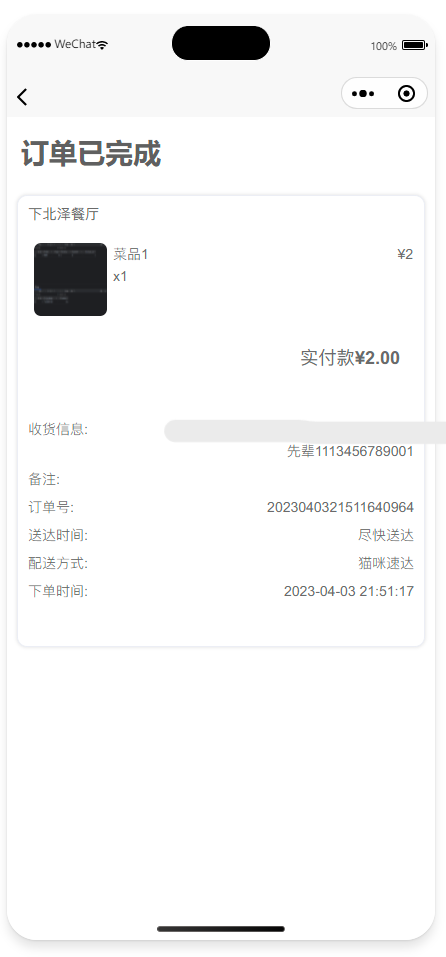 WeChat
100%
订单已完成
下北泽餐厅
菜品1
¥2
x1
实付款¥2.00
收货信息:
先辈1113456789001
备注:
订单号:
2023040321511640964
送达时间:
尽快送达
配送方式:
猫咪速达
下单时间:
2023-04-03 21:51:17